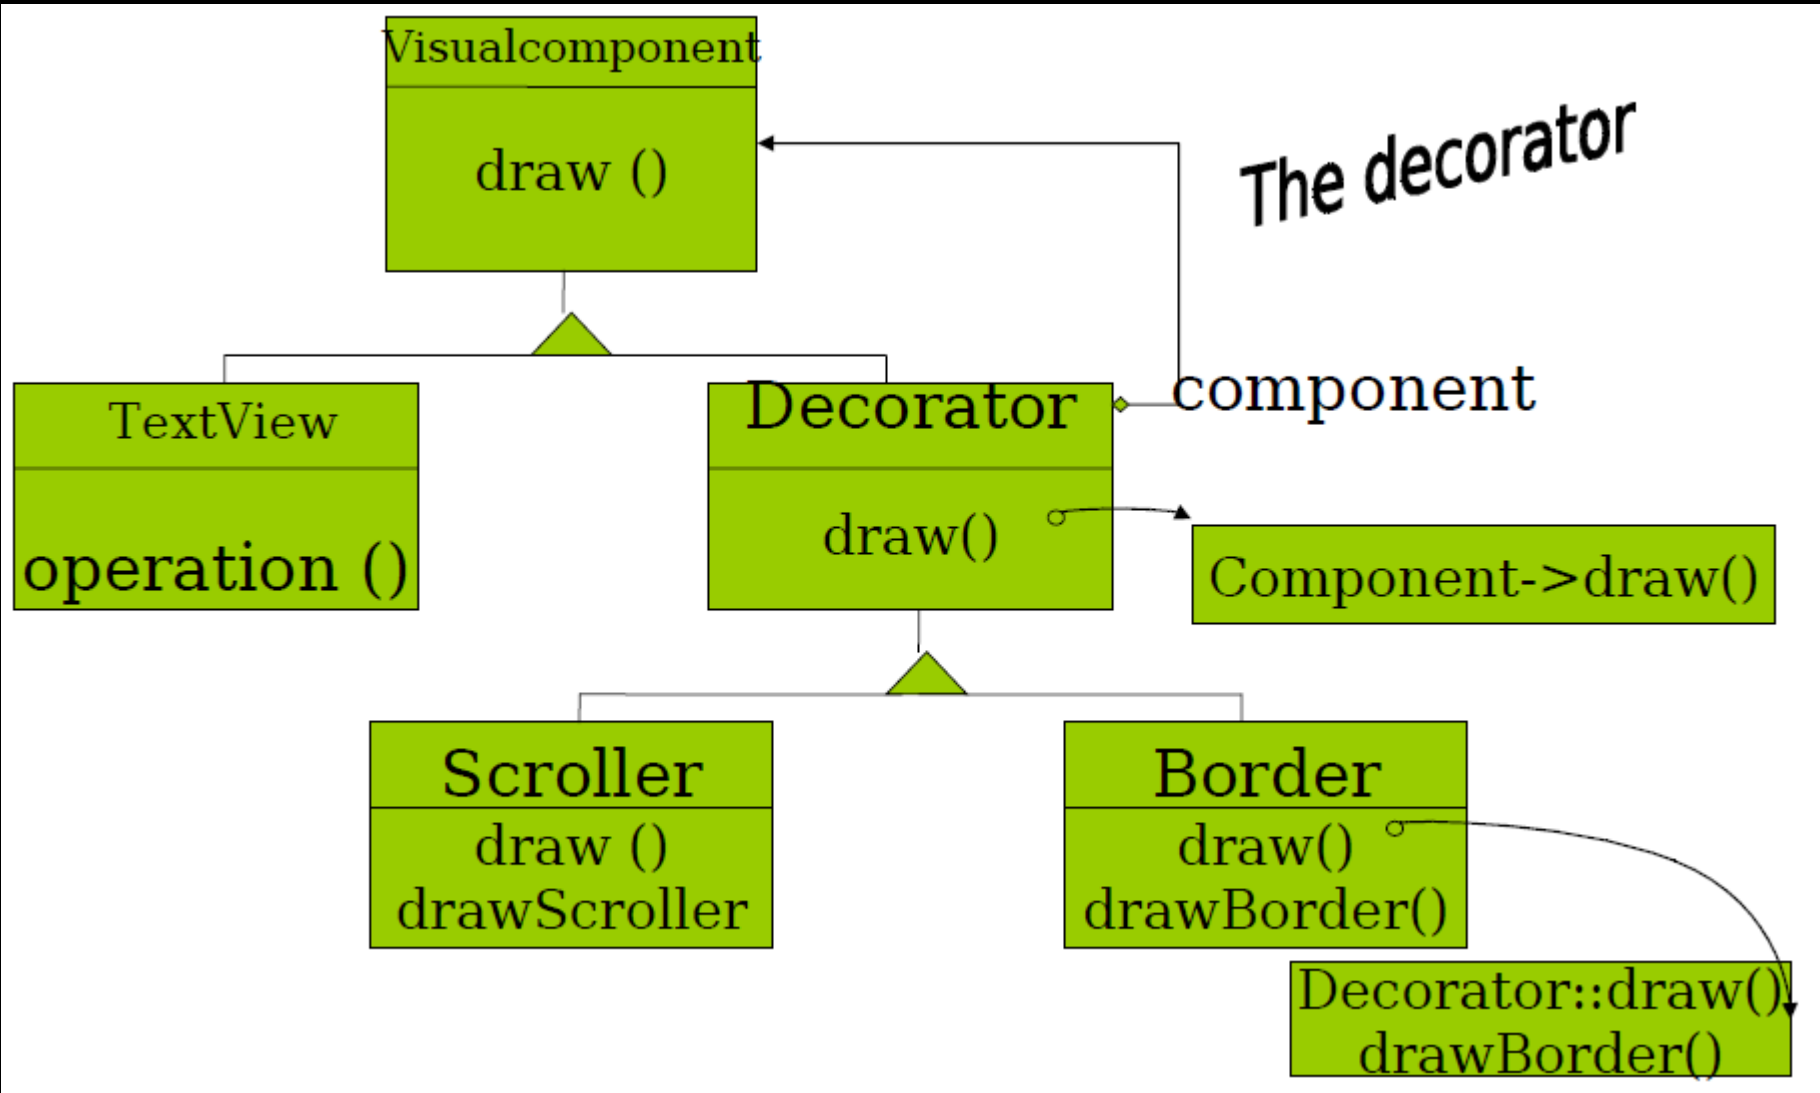 Visualcomponent
draw ()
The decorator
TextView
operation ()
Decorator
draw()
component
Component->draw()
Scroller
draw ()
drawScroller
Border
draw()
drawBorder()
Decorator::draw()
drawBorder()